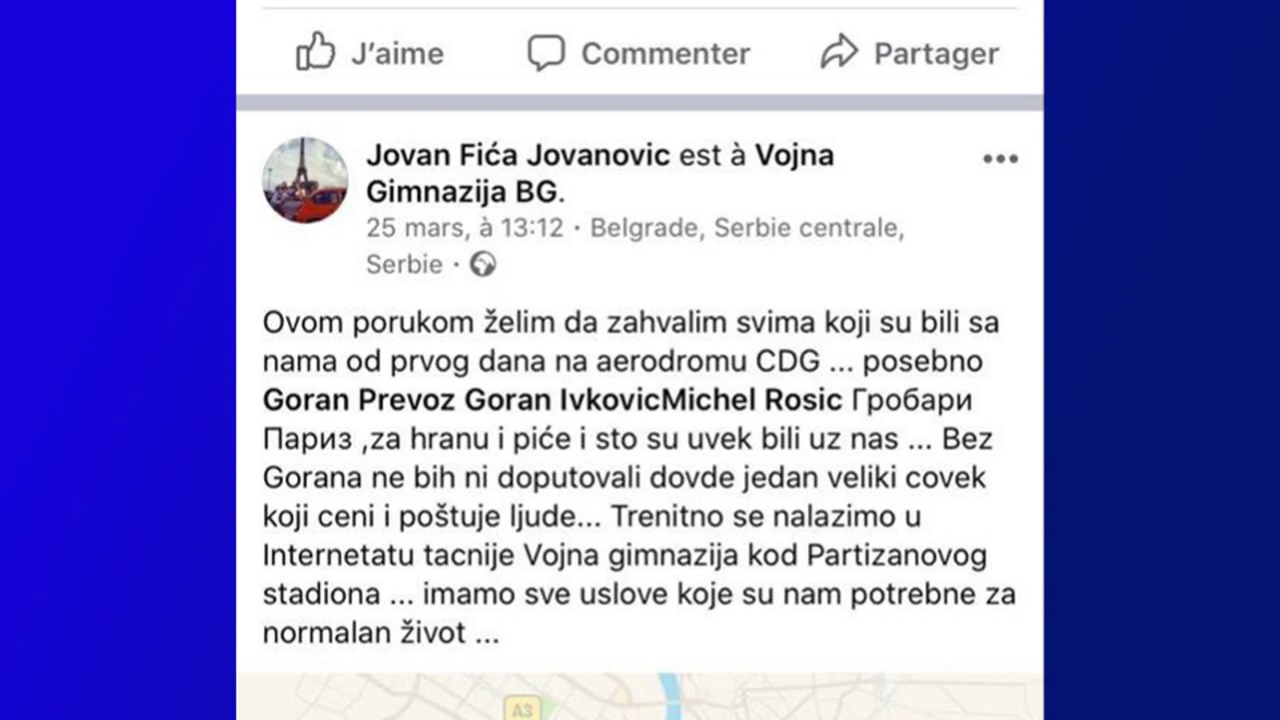 J'aime Commenter Partager
Jovan Fića Jovanovic est à Vojna
Gimnazija BG.
25 mars, à 13:12 · Belgrade, Serbie centrale,
Serbie ·
Ovom porukom želim da zahvalim svima koji su bili sa
nama od prvog dana na aerodromu CDG ... posebno
Goran Prevoz Goran IvkovicMichel Rosic Гробари
Париз ,za hranu i piće i sto su uvek bili uz nas ... Bez
Gorana ne bih ni doputovali dovde jedan veliki covek
koji ceni i poštuje ljude... Trenitno se nalazimo u
Internetatu tacnije Vojna gimnazija kod Partizanovog
stadiona ... imamo sve uslove koje su nam potrebne za
normalan život ...
A3